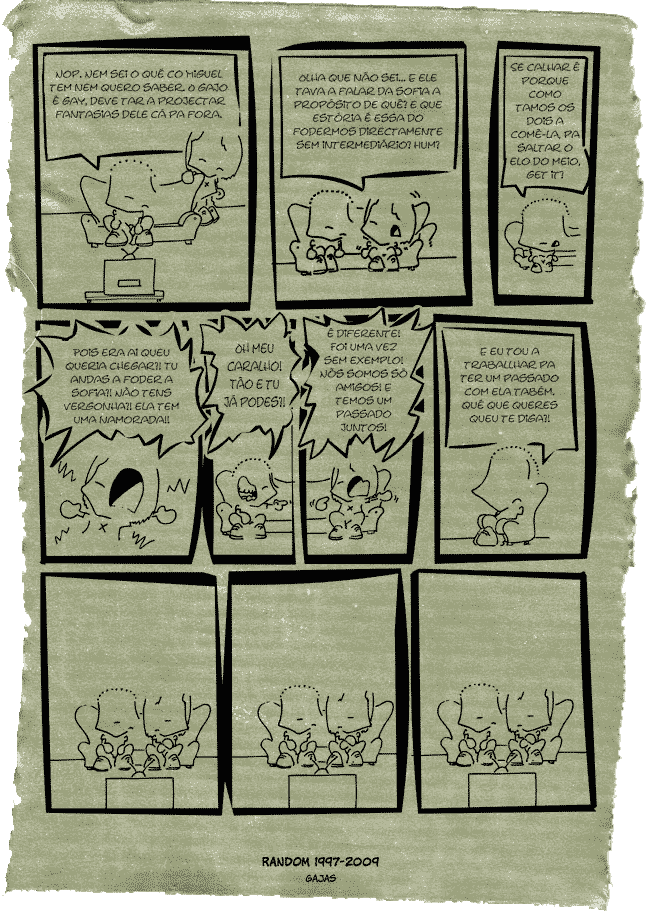 NOP. NEM SEI O QUÊ CO MIGUEL
TEM NEM QUERO SABER. O GAJO
É GAY, DEVE TAR A PROJECTAR
FANTASIAS DELE CÁ PA FORA.
OLHA QUE NÃO SEI... E ELE
TAVA A FALAR DA SOFIA A
PROPÓSITO DE QUÊ? E QUE
ESTÓRIA É ESSA DO
FODERMOS DIRECTAMENTE
SEM INTERMEDIÁRIO? HUM?
SE CALHAR É
PORQUE
COMO
TAMOS OS
DOIS A
COMÊ-LA, PA
SALTAR O
ELO DO MEIO,
GET IT?
POIS ERA AI QUEU
QUERIA CHEGAR?! TU
ANDAS A FODER A
SOFIA?! NÃO TENS
VERGONHA?! ELA TEM
UMA NAMORADA!!
OH MEU
CARALHO!
TÃO E TU
JÁ PODES?!
É DIFERENTE!
FOI UMA VEZ
SEM EXEMPLO!
NÓS SOMOS SÓ
AMIGOS! E
TEMOS UM
PASSADO
JUNTOS!
E EU TOU A
TRABALLHAR PA
TER UM PASSADO
COM ELA TABÉM.
QUÊ QUE QUERES
QUEU TE DIGA?!
RANDOM 1997-2009
GAJAS